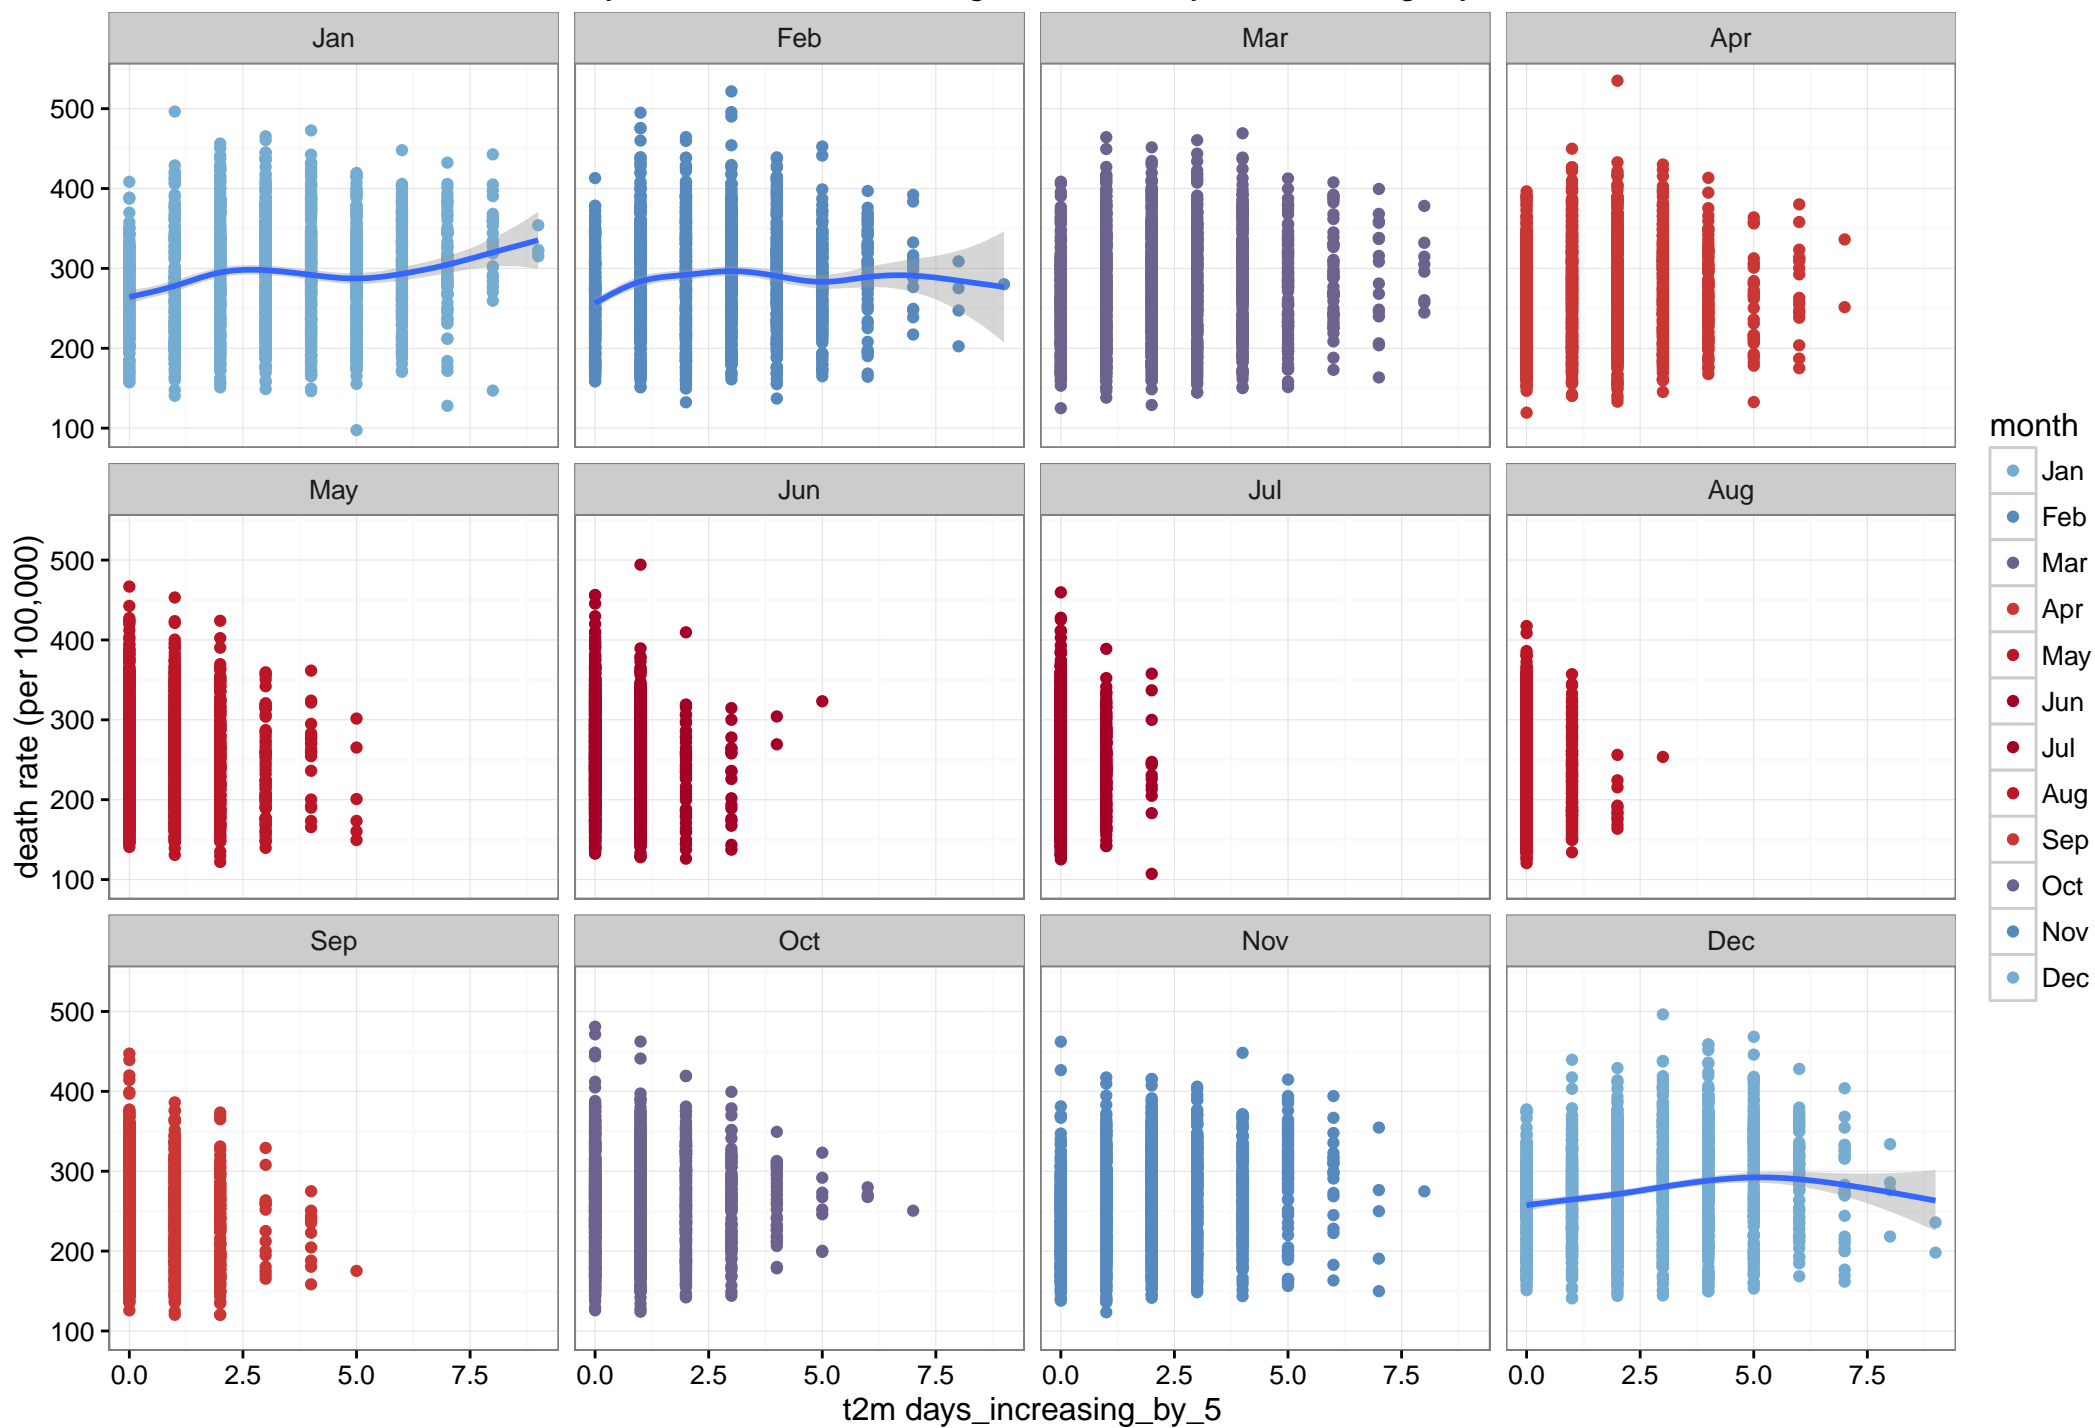 Jan Feb Mar Apr
500
400
300
200
100
May Jun Jul Aug
500
400
300
200
100
Sep Oct Nov Dec
500
400
300
200
100
0.0 2.5 5.0 7.5 0.0 2.5 5.0 7.5 0.0 2.5 5.0 7.5 0.0 2.5 5.0 7.5
t2m days_increasing_by_5
death rate (per 100,000)
month
Jan
Feb
Mar
Apr
May
Jun
Jul
Aug
Sep
Oct
Nov
Dec